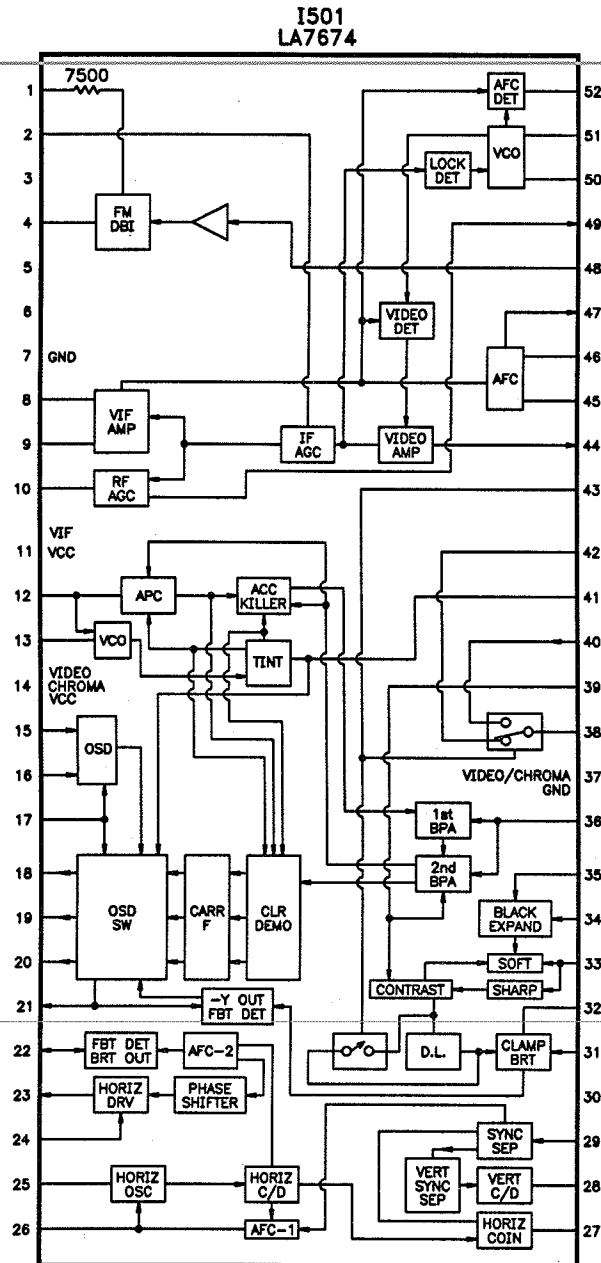 I501
LA7674
7500
1
AFC
DET
52
2
VCO
51
3
LOCK
DET
50
4
FM
DBI
49
5
48
6
VIDEO
DET
47
7
GND
46
AFC
8
VIF
AMP
45
9
IF
AGC
VIDEO
AMP
44
10
RF
AGC
43
11
VIF
VCC
42
12
APC
ACC
KILLER
41
13
VCO
TINT
40
14
VIDEO
CHROMA
VCC
39
15
OSD
38
16
VIDEO/CHROMA
GND
37
17
1st
BPA
36
18
2nd
BPA
35
19
OSD
SW
CARR
F
CLR
DEMO
BLACK
EXPAND
34
20
SOFT
33
CONTRAST
SHARP
21
-Y OUT
FBT DET
32
22
FBT DET
BRT OUT
AFC-2
D.L.
CLAMP
BRT
31
23
HORIZ
DRV
PHASE
SHIFTER
30
24
SYNC
SEP
29
25
HORIZ
OSC
HORIZ
C/D
VERT
SYNC
SEP
VERT
C/D
28
26
AFC-1
HORIZ
COIN
27